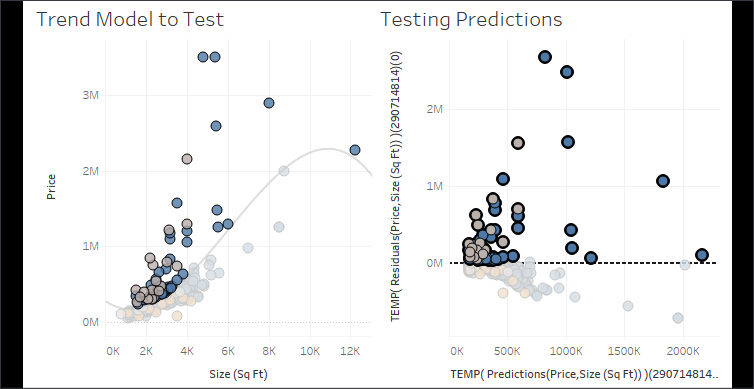 Trend Model to Test
Testing Predictions
Price
3M
2M
1M
0M
0K
2K
4K
6K
8K
10K
12K
Size (Sq Ft)
TEMP( Residuals(Price,Size (Sq Ft)) )(290714814)(0)
2M
1M
0M
0K
500K
1000K
1500K
2000K
TEMP( Predictions(Price,Size (Sq Ft)) )(290714814..